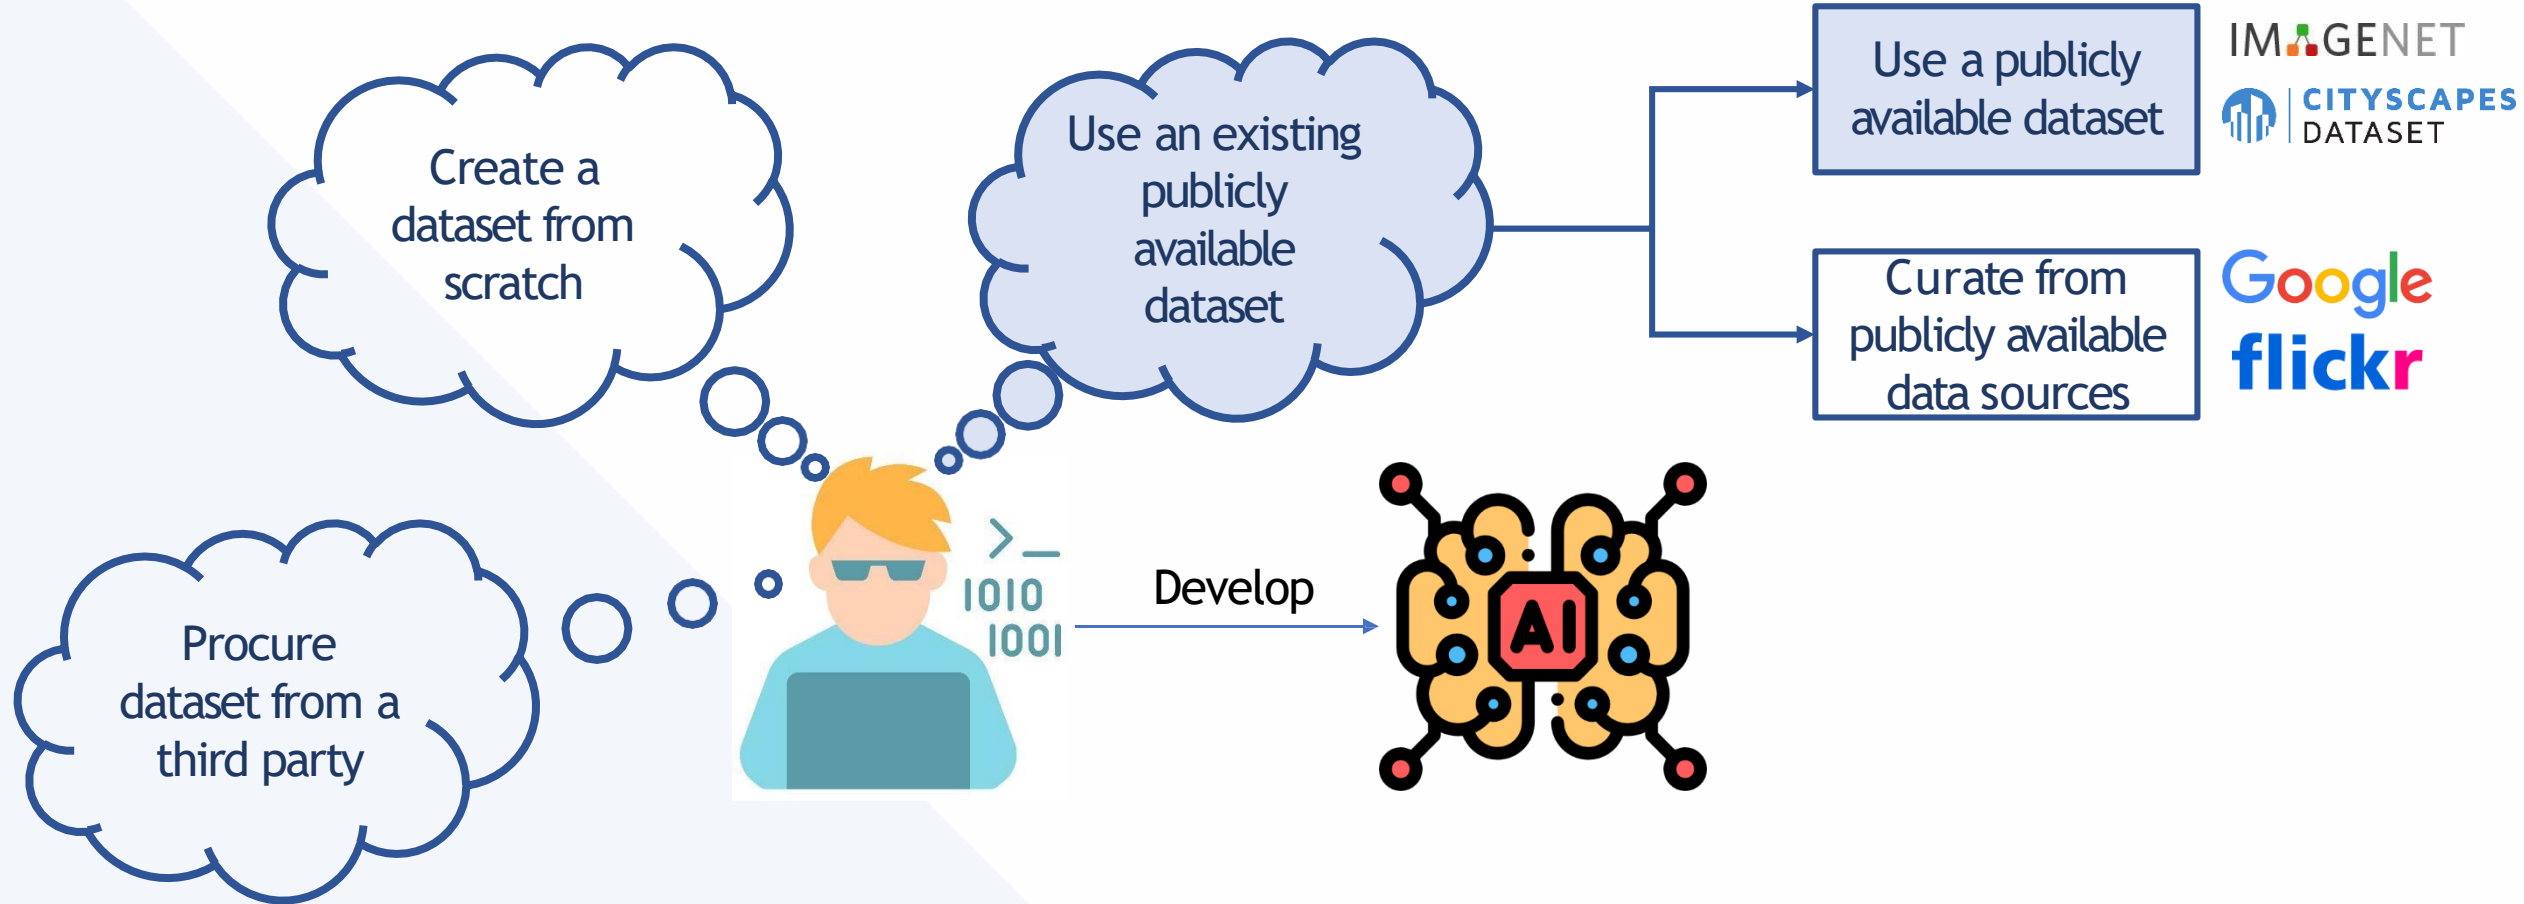 Create a
dataset from
scratch
Use an existing
publicly
available
dataset
Use a publicly
available dataset
IMAGENET
CITYSCAPES
DATASET
Curate from
publicly available
data sources
Google
flickr
Procure
dataset from a
third party
>_
1010
1001
Develop
AI